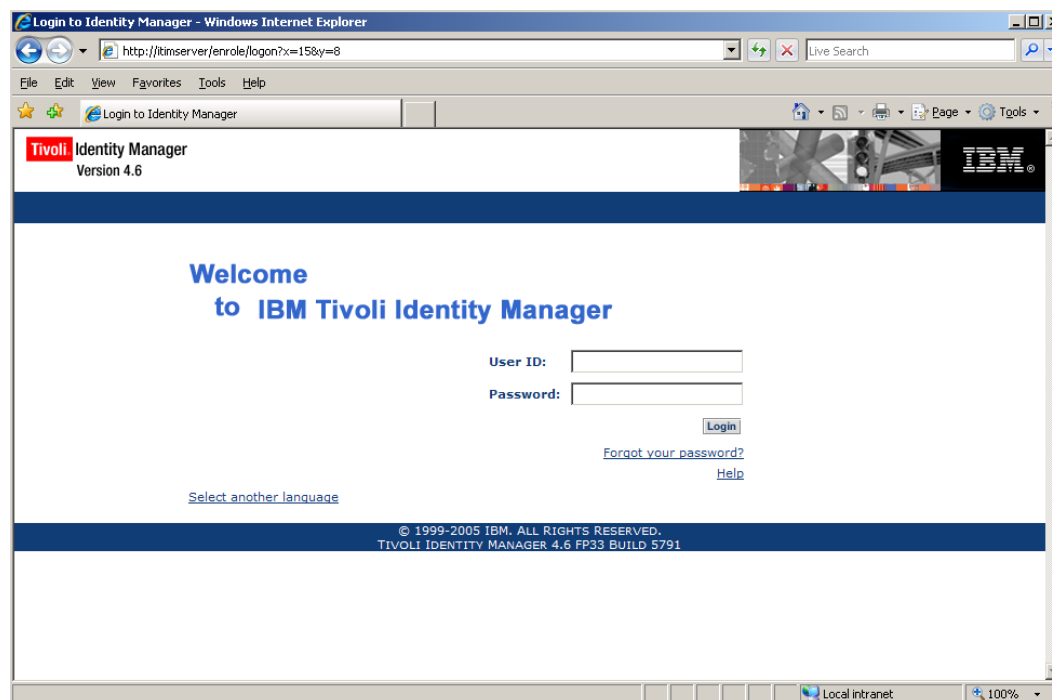 Login to Identity Manager - Windows Internet Explorer
http://itimserver/enrole/logon?x=15&y=8
Live Search
File Edit View Favorites Tools Help
Login to Identity Manager
Page Tools
Tivoli. Identity Manager
Version 4.6
IBM®
Welcome
to IBM Tivoli Identity Manager
User ID:
Password:
Login
Forgot your password?
Help
Select another language
© 1999-2005 IBM. ALL RIGHTS RESERVED.
TIVOLI IDENTITY MANAGER 4.6 FP33 BUILD 5791
Local intranet
100%